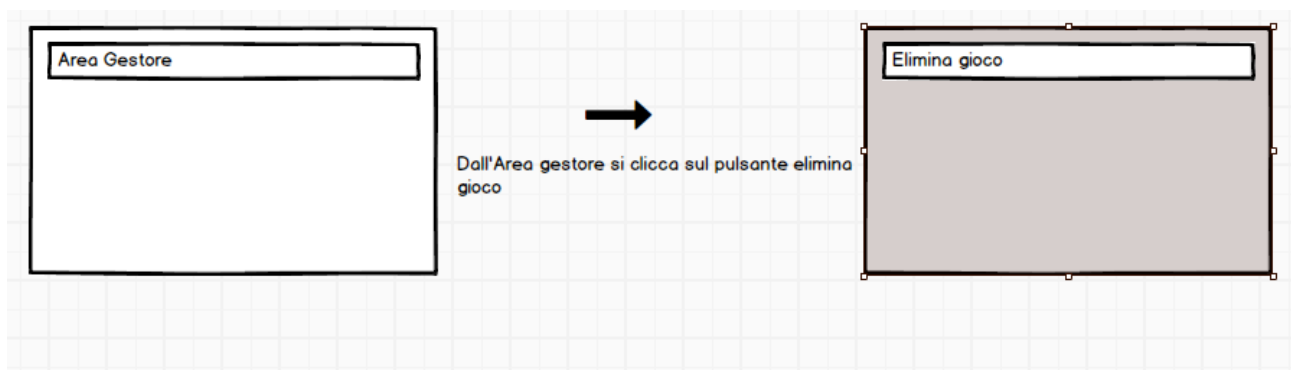 Area Gestore
Elimina gioco
Dall'Area gestore si clicca sul pulsante elimina
gioco